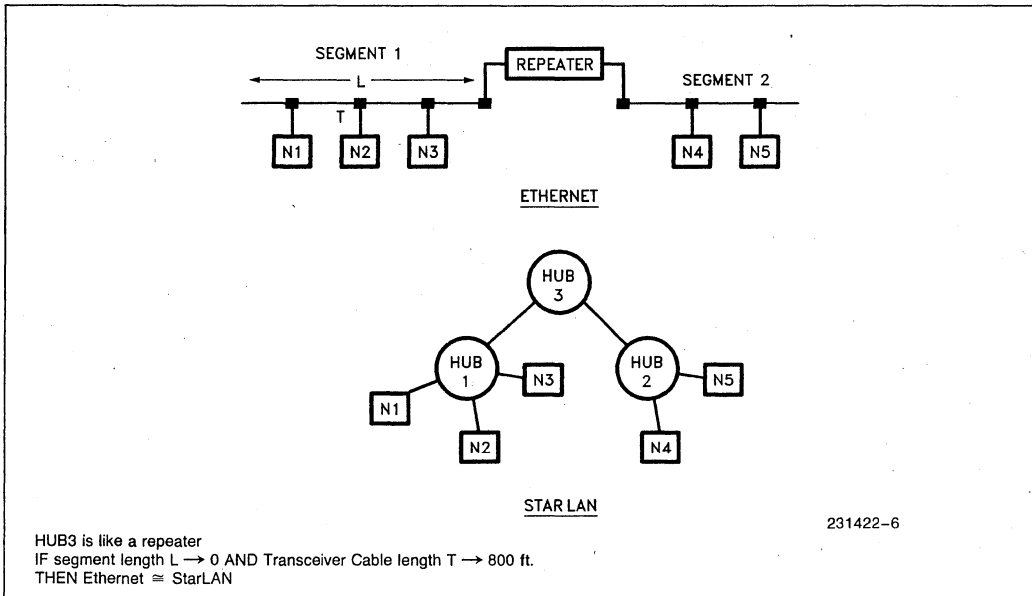 SEGMENT 1
L
REPEATER
SEGMENT 2
T
N1
N2
N3
N4
N5
ETHERNET
HUB
3
HUB
1
HUB
2
N1
N2
N3
N4
N5
STAR LAN
231422-6
HUB3 is like a repeater
IF segment length L → 0 AND Transceiver Cable length T → 800 ft.
THEN Ethernet ≅ StarLAN